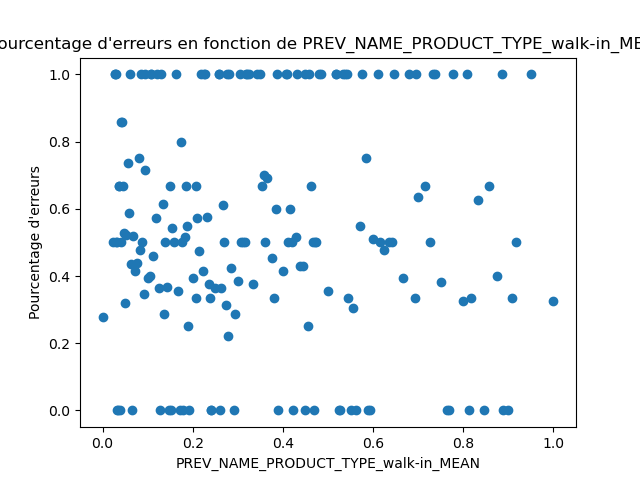 ourcentage d'erreurs en fonction de PREV_NAME_PRODUCT_TYPE_walk-in_ME
1.0
0.8
0.6
0.4
0.2
0.0
Pourcentage d'erreurs
0.0 0.2 0.4 0.6 0.8 1.0
PREV_NAME_PRODUCT_TYPE_walk-in_MEAN